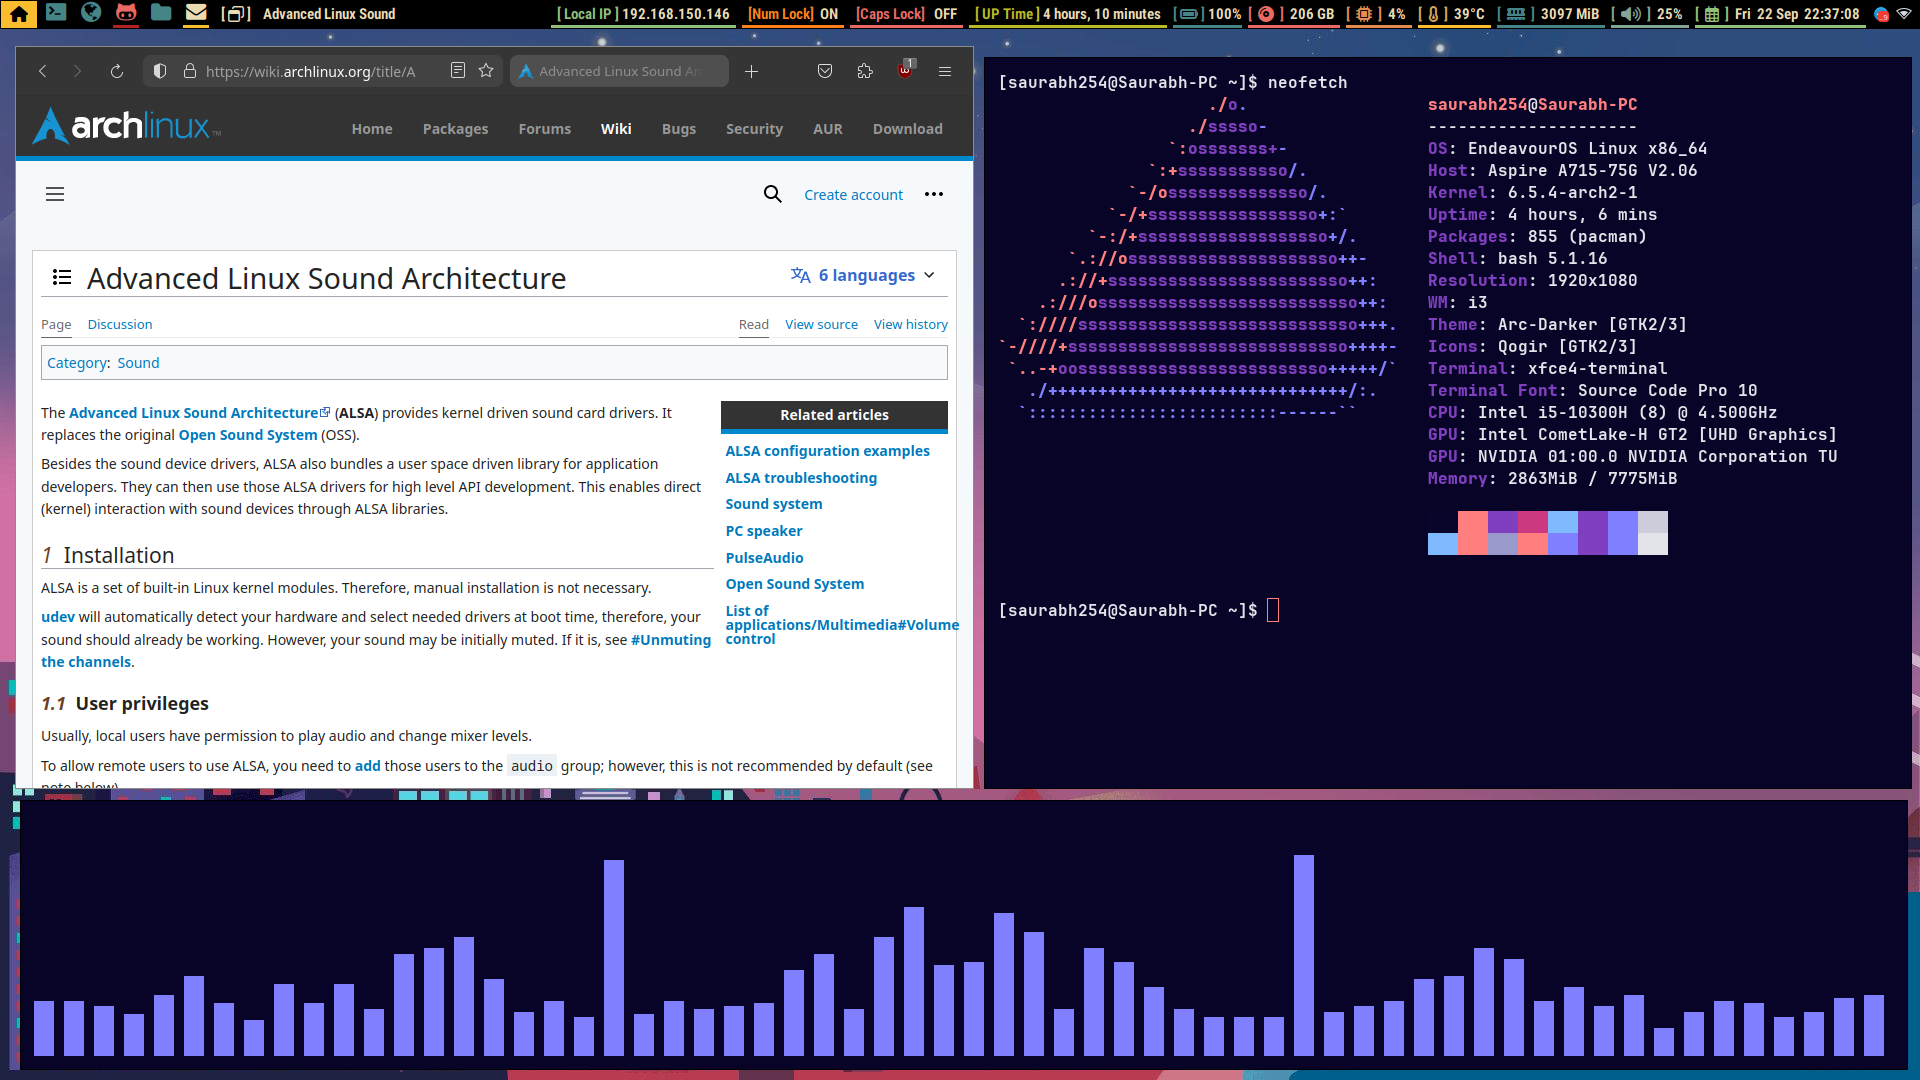 Advanced Linux Sound
[ Local IP ] 192.168.150.146
[Num Lock] ON
[Caps Lock] OFF
[ UP Time ] 4 hours, 10 minutes
[ ] 100%
[ ] 206 GB
[ ] 4%
[ ] 39°C
[ ] 3097 MiB
[ ] 25%
[ ] Fri 22 Sep 22:37:08
https://wiki.archlinux.org/title/A
Advanced Linux Sound Ar
1
archlinux™
Home Packages Forums Wiki Bugs Security AUR Download
Create account
Advanced Linux Sound Architecture
6 languages
Page Discussion Read View source View history
Category: Sound
The Advanced Linux Sound Architecture (ALSA) provides kernel driven sound card drivers. It
replaces the original Open Sound System (OSS).
Besides the sound device drivers, ALSA also bundles a user space driven library for application
developers. They can then use those ALSA drivers for high level API development. This enables direct
(kernel) interaction with sound devices through ALSA libraries.
Related articles
ALSA configuration examples
ALSA troubleshooting
Sound system
PC speaker
PulseAudio
Open Sound System
List of
applications/Multimedia#Volume
control
1 Installation
ALSA is a set of built-in Linux kernel modules. Therefore, manual installation is not necessary.
udev will automatically detect your hardware and select needed drivers at boot time, therefore, your
sound should already be working. However, your sound may be initially muted. If it is, see #Unmuting
the channels.
1.1 User privileges
Usually, local users have permission to play audio and change mixer levels.
To allow remote users to use ALSA, you need to add those users to the audio group; however, this is not recommended by default (see
note below)
[saurabh254@Saurabh-PC ~]$ neofetch
./o.
./sssso-
`:osssssss+-
`:+sssssssssso/.
`-/ossssssssssssso/.
`-/+sssssssssssssssso+:`
`-:/+sssssssssssssssssso+/.
`.://osssssssssssssssssssso++-
.://+ssssssssssssssssssssssso++:
.:///ossssssssssssssssssssssssso++:
`:////ssssssssssssssssssssssssssso+++.
`-////+ssssssssssssssssssssssssssso++++-
`..-+oosssssssssssssssssssssssso+++++/`
./++++++++++++++++++++++++++++++/:.
`:::::::::::::::::::::::::------``
saurabh254@Saurabh-PC
---------------------
OS: EndeavourOS Linux x86_64
Host: Aspire A715-75G V2.06
Kernel: 6.5.4-arch2-1
Uptime: 4 hours, 6 mins
Packages: 855 (pacman)
Shell: bash 5.1.16
Resolution: 1920x1080
WM: i3
Theme: Arc-Darker [GTK2/3]
Icons: Qogir [GTK2/3]
Terminal: xfce4-terminal
Terminal Font: Source Code Pro 10
CPU: Intel i5-10300H (8) @ 4.500GHz
GPU: Intel CometLake-H GT2 [UHD Graphics]
GPU: NVIDIA 01:00.0 NVIDIA Corporation TU
Memory: 2863MiB / 7775MiB
[saurabh254@Saurabh-PC ~]$